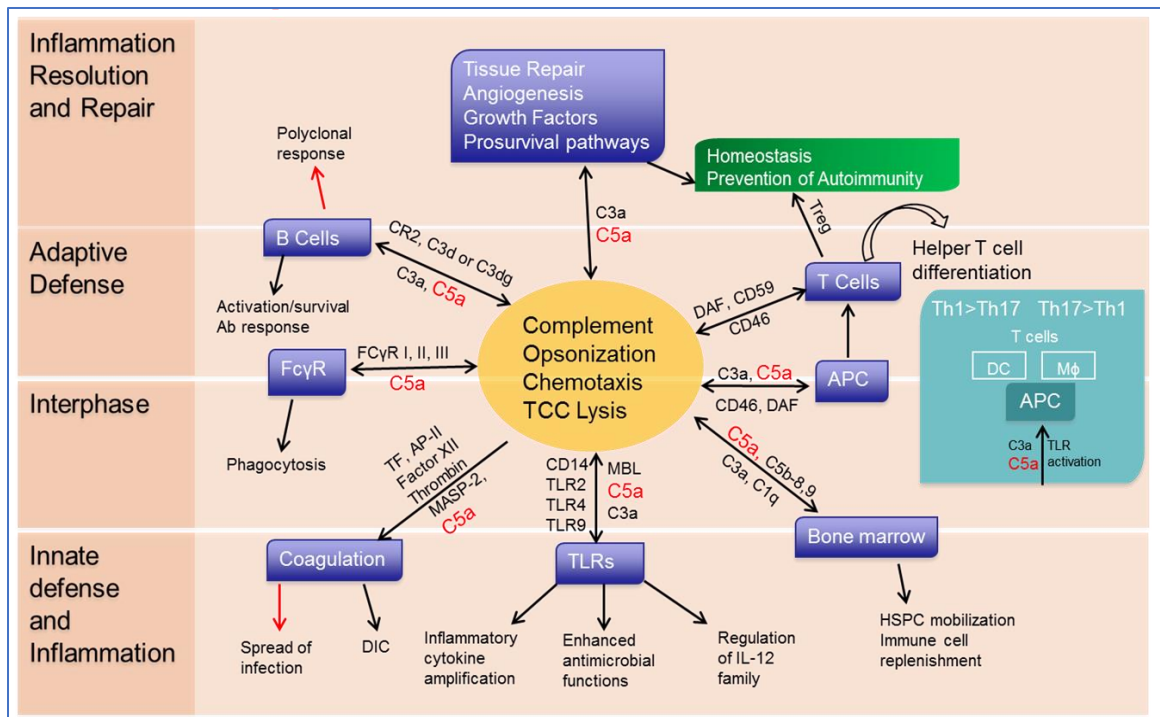 Inflammation
Resolution
and Repair
Tissue Repair
Angiogenesis
Growth Factors
Prosurvival pathways
Polyclonal
response
Homeostasis
Prevention of Autoimmunity
C3a
C5a
Treg
Adaptive
Defense
B Cells
CR2, C3d or C3dg
C3a, C5a
Activation/survival
Ab response
Helper T cell
differentiation
T Cells
DAF, CD59
CD46
Complement
Opsonization
Chemotaxis
TCC Lysis
FcγR
FCγR I, II, III
C5a
Phagocytosis
C3a, C5a
CD46, DAF
APC
Th1>Th17 Th17>Th1
T cells
DC
Mϕ
APC
C3a
C5a
TLR
activation
Interphase
TF, AP-II
Factor XII
Thrombin
MASP-2,
C5a
CD14
TLR2
TLR4
TLR9
MBL
C5a
C3a
C5a, C5b-8,9
C3a, C1q
Bone marrow
Innate
defense
and
Inflammation
Coagulation
TLRs
Spread of
infection
DIC
Inflammatory
cytokine
amplification
Enhanced
antimicrobial
functions
Regulation
of IL-12
family
HSPC mobilization
Immune cell
replenishment